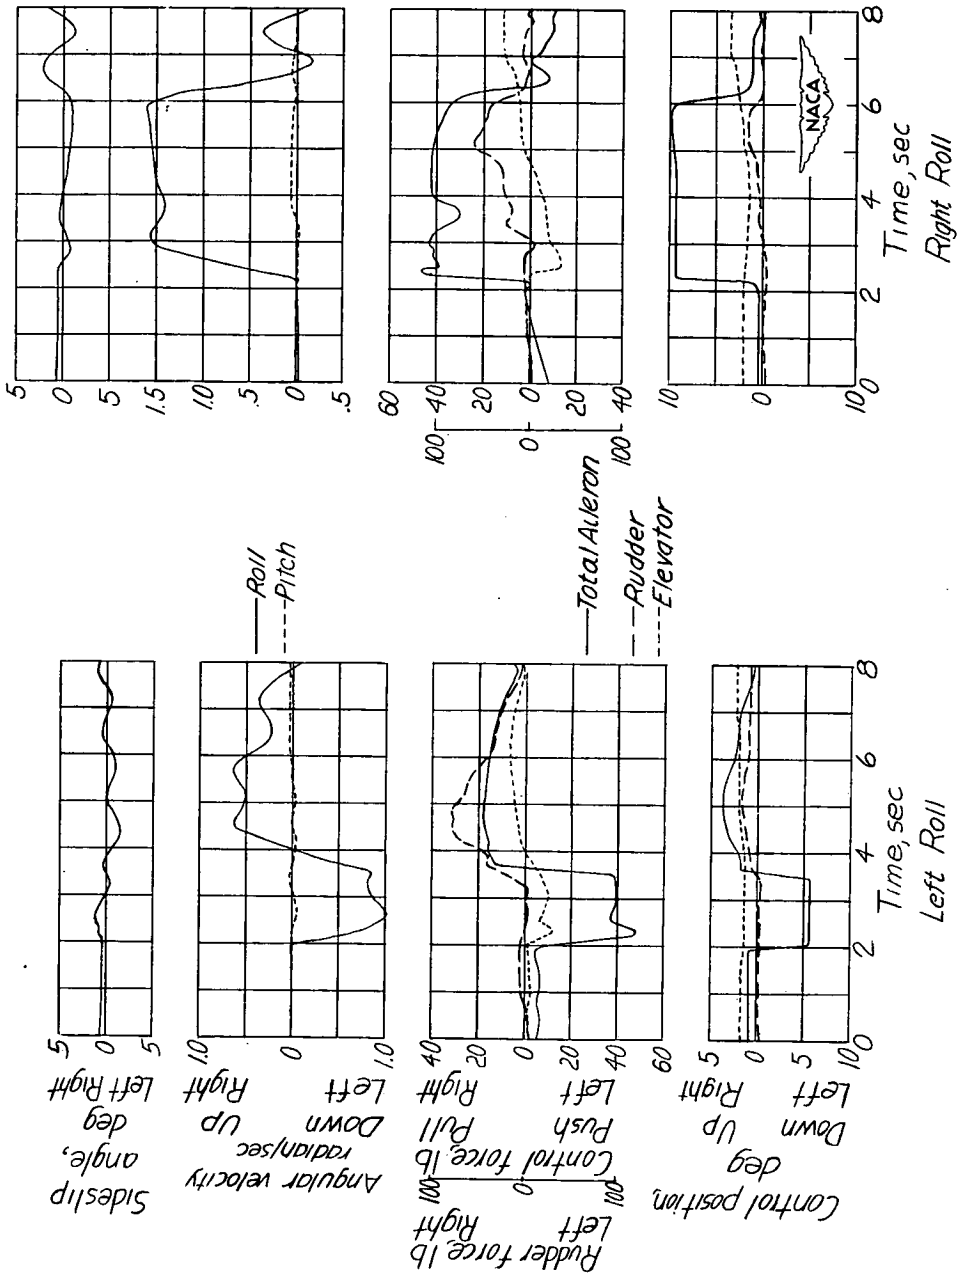 Sideslip
angle,
deg
Left Right
5
0
5
Angular velocity
radian/sec
Down Up
Left Right
1.0
0
1.0
Roll
Pitch
Rudder force, lb
Left Right
100
0
100
Control force, lb
Push Pull
Left Right
40
20
0
20
40
60
Total Aileron
Rudder
Elevator
Control position,
deg
Down Up
Left Right
5
0
5
10
0 2 4 6 8
Time, sec
Left Roll
5
0
5
1.5
1.0
.5
0
.5
60
40
20
0
20
40
100
0
100
10
0
10
0 2 4 6 8
NACA
Time, sec
Right Roll